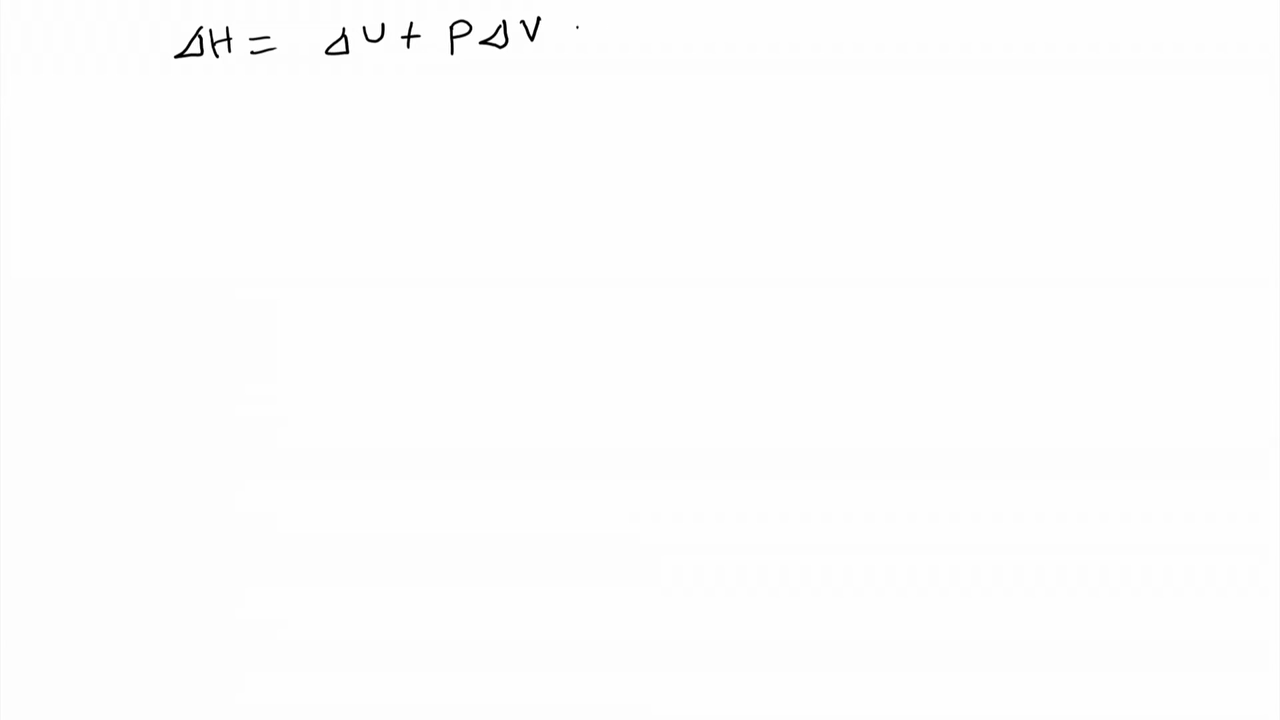 ΔH = ΔU + PΔV